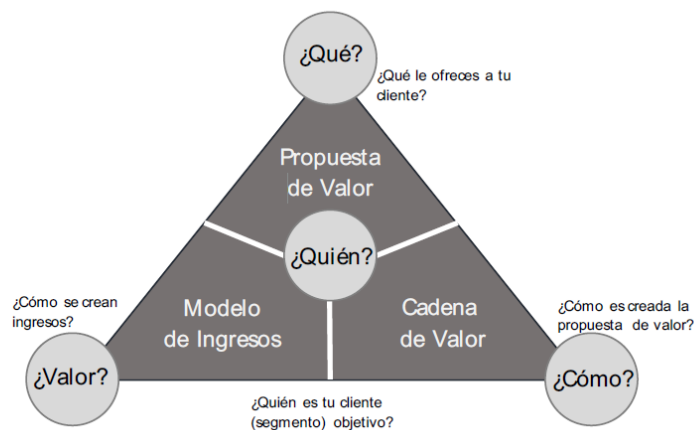 ¿Qué?
¿Qué le ofreces a tu
cliente?
Propuesta
de Valor
¿Quién?
¿Cómo se crean
ingresos?
Modelo
de Ingresos
Cadena
de Valor
¿Cómo es creada la
propuesta de valor?
¿Valor?
¿Cómo?
¿Quién es tu cliente
(segmento) objetivo?